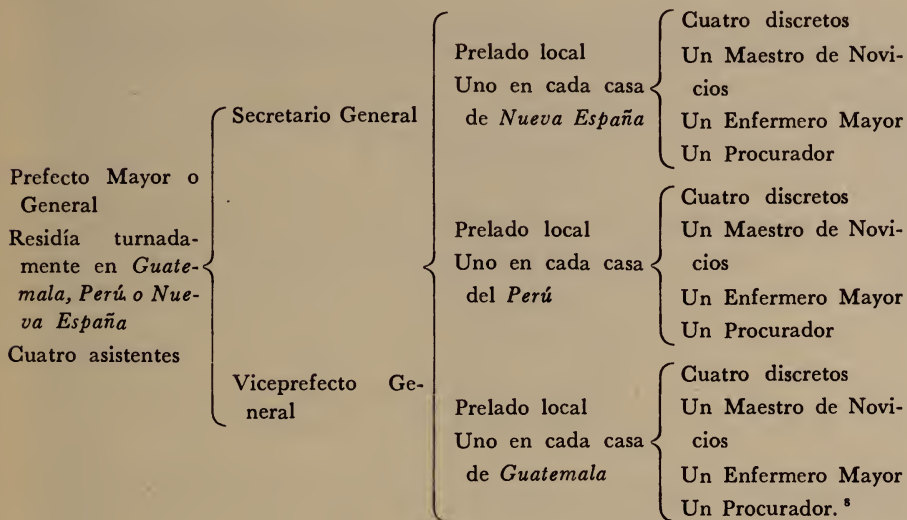 Prefecto Mayor o
General
Residía turnada-
mente en Guate-
mala, Perú o Nue-
va España
Cuatro asistentes
Secretario General
Viceprefecto Ge-
neral
Prelado local
Uno en cada casa
de Nueva España
Cuatro discretos
Un Maestro de Novi-
cios
Un Enfermero Mayor
Un Procurador
Prelado local
Uno en cada casa
del Perú
Cuatro discretos
Un Maestro de Novi-
cios
Un Enfermero Mayor
Un Procurador
Prelado local
Uno en cada casa
de Guatemala
Cuatro discretos
Un Maestro de Novi-
cios
Un Enfermero Mayor
Un Procurador. ⁸